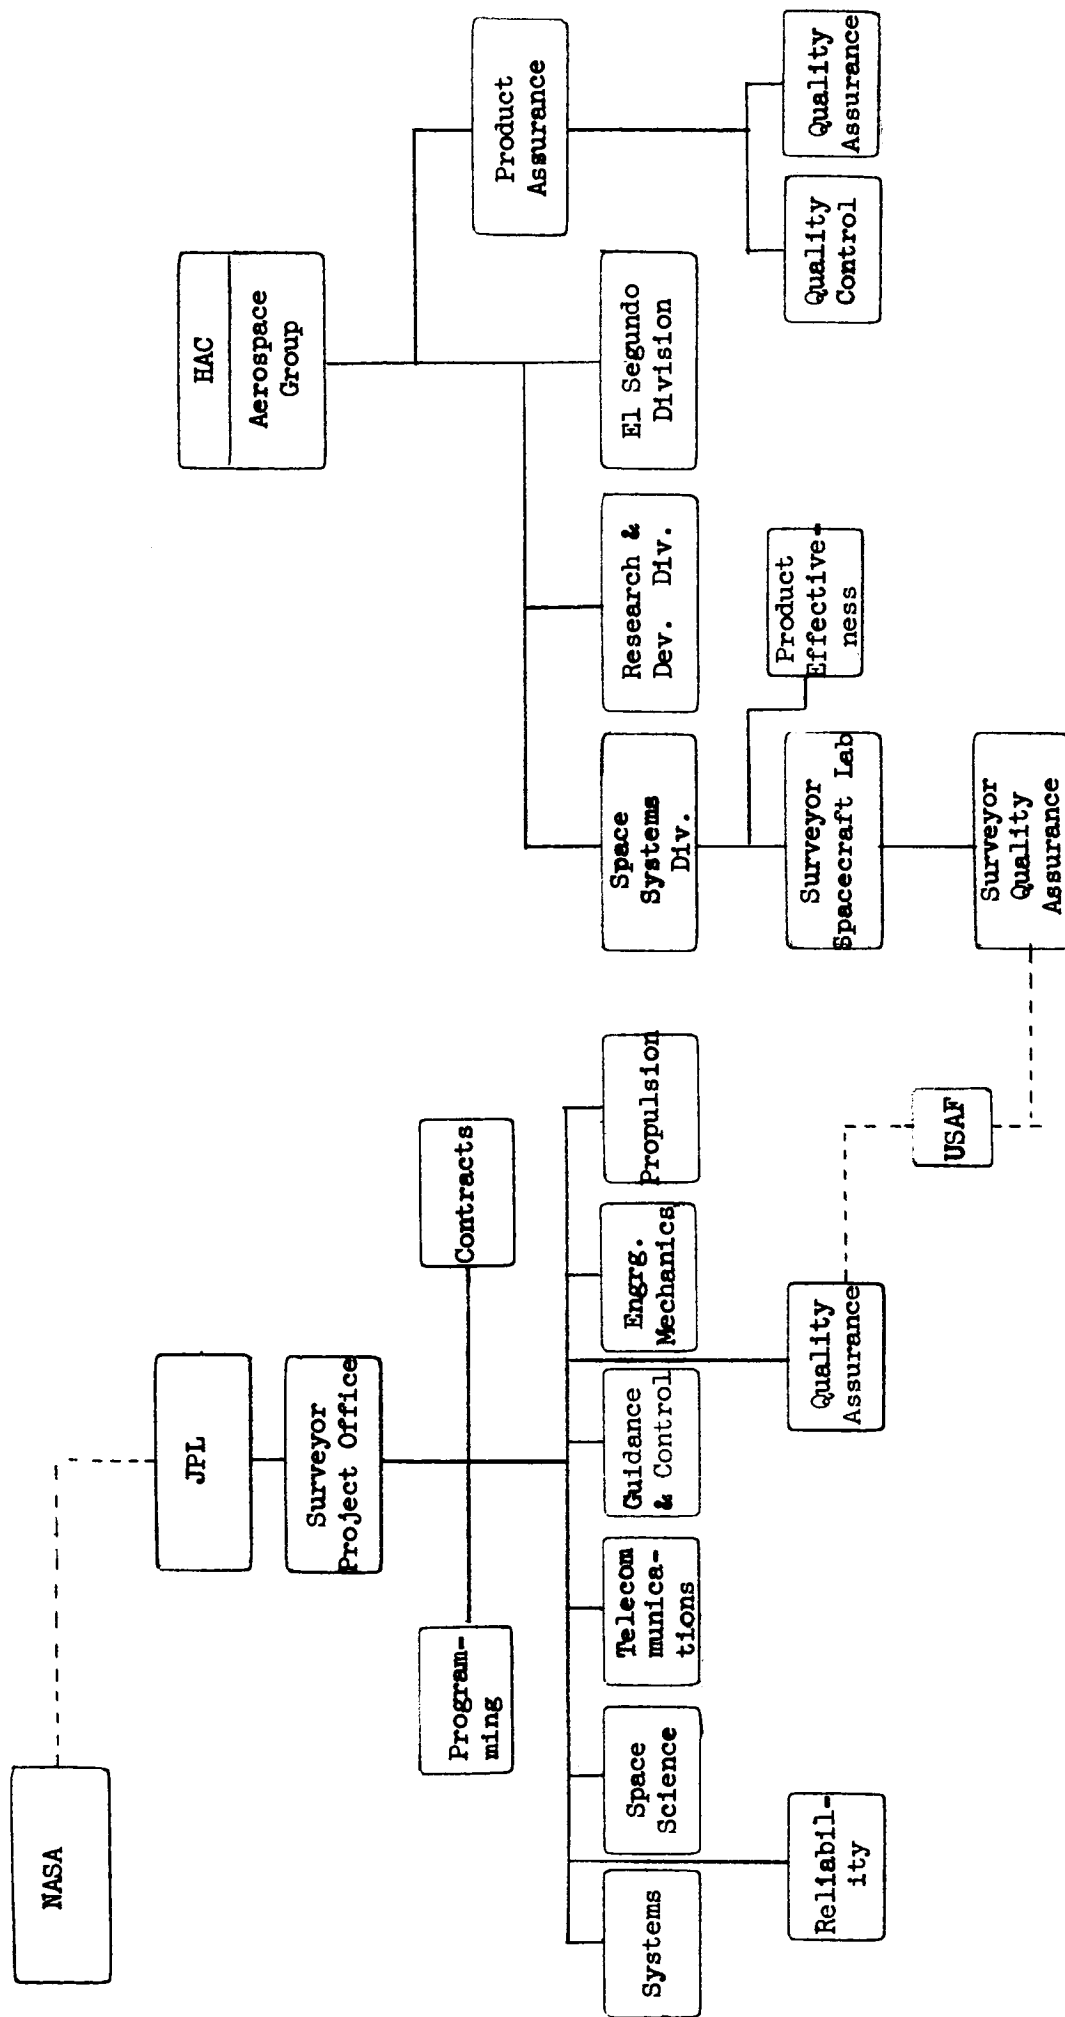 NASA
JPL
Surveyor
Project Office
Program-
ming
Contracts
Systems
Space
Science
Telecom
munica-
tions
Guidance
& Control
Engrg.
Mechanics
Propulsion
Reliabil-
ity
Quality
Assurance
USAF
HAC
Aerospace
Group
Product
Assurance
Space
Systems
Div.
Research &
Dev. Div.
El Segundo
Division
Quality
Control
Quality
Assurance
Product
Effective-
ness
Surveyor
Spacecraft Lab
Surveyor
Quality
Assurance